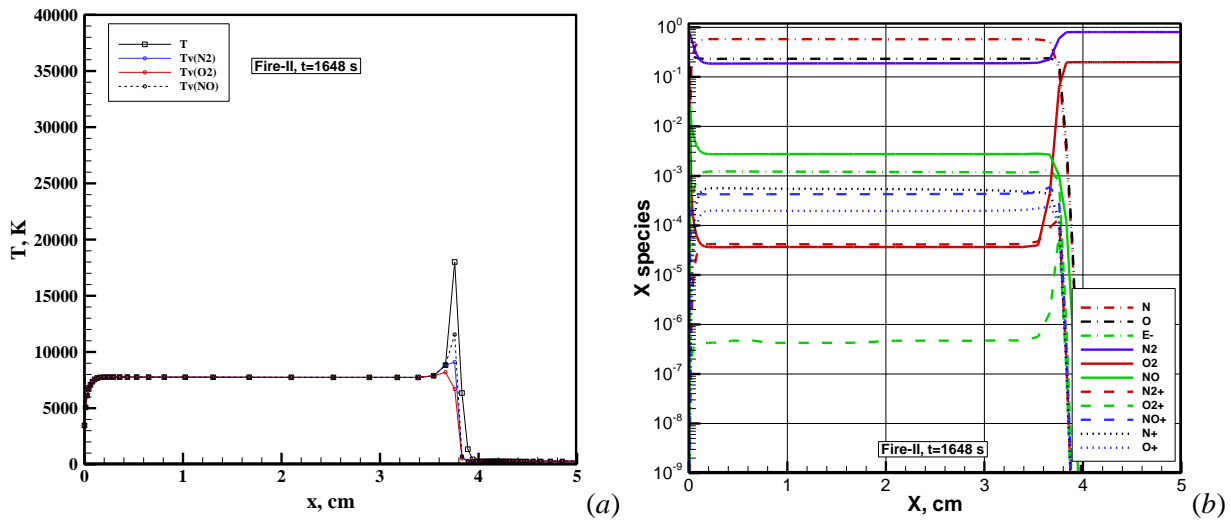 40000
35000
30000
25000
20000
15000
10000
5000
0
T, K
T
Tv(N2)
Tv(O2)
Tv(NO)
Fire-II, t=1648 s
0 1 2 3 4 5
x, cm
(a)
10^0
10^-1
10^-2
10^-3
10^-4
10^-5
10^-6
10^-7
10^-8
10^-9
X species
N
O
E-
N2
O2
NO
N2+
O2+
NO+
N+
O+
Fire-II, t=1648 s
0 1 2 3 4 5
X, cm
(b)